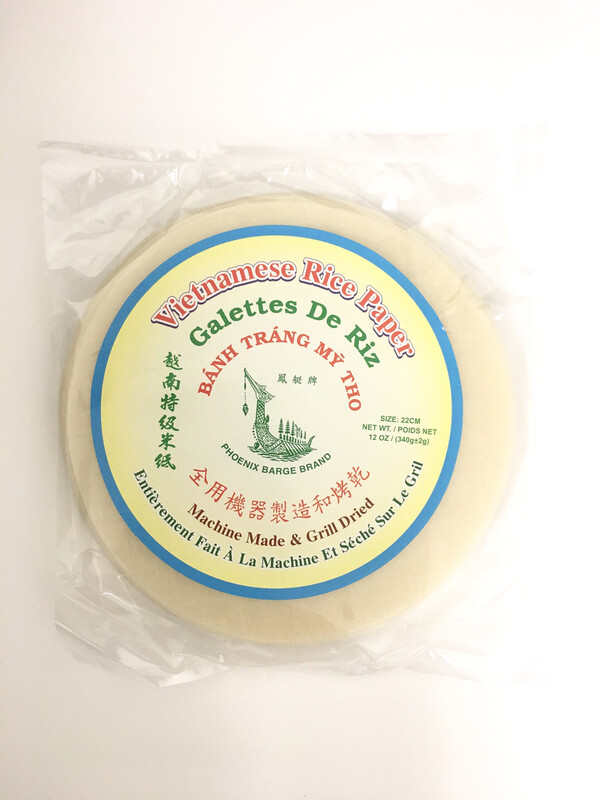 Vietnamese Rice Paper
Galettes De Riz
BÁNH TRÁNG MỸ THO
越南特级米纸
鳳艇牌
SIZE: 22CM
NET WT. / POIDS NET
12 OZ / (340g±2g)
PHOENIX BARGE BRAND
全用機器製造和烤乾
Machine Made & Grill Dried
Entièrement Fait À La Machine Et Séché Sur Le Gril